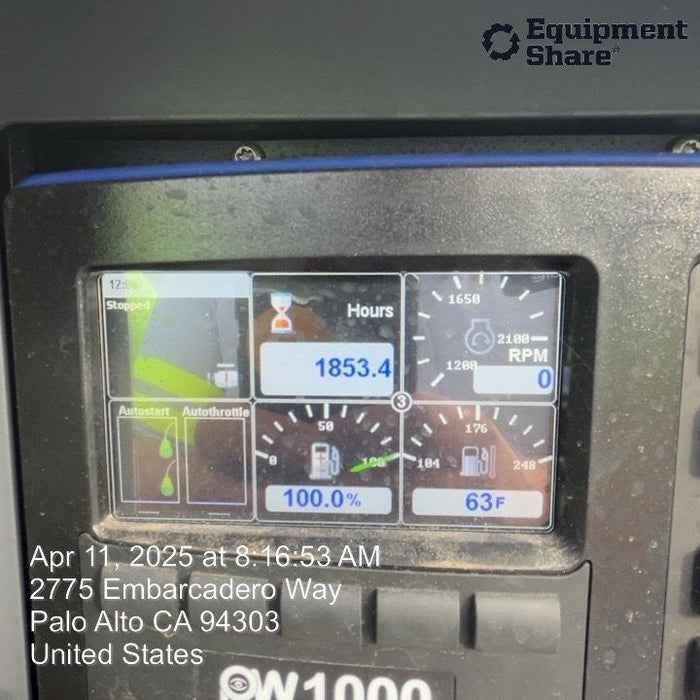 Equipment
Share®
Stopped
Hours
1853.4
1650
2100
RPM
1200
0
3
Autostart Autothrottle
50
0
100
100.0%
176
104
248
63F
Apr 11, 2025 at 8:16:53 AM
2775 Embarcadero Way
Palo Alto CA 94303
United States
PW1000